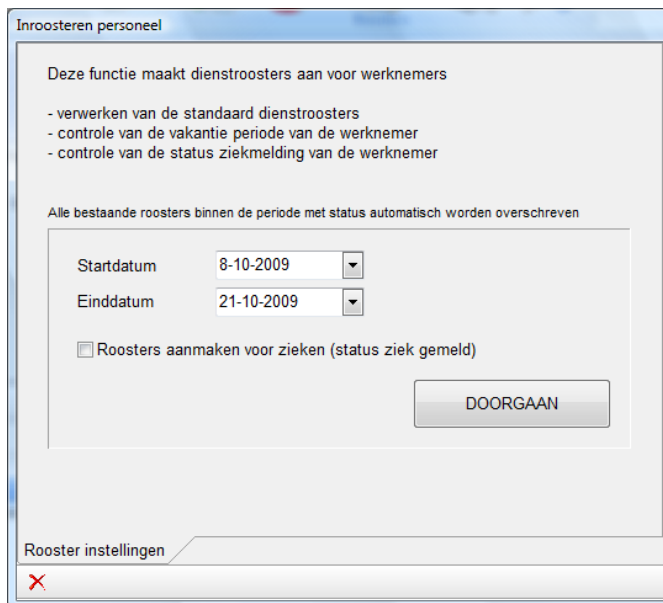 Inroosteren personeel
Deze functie maakt dienstroosters aan voor werknemers
- verwerken van de standaard dienstroosters
- controle van de vakantie periode van de werknemer
- controle van de status ziekmelding van de werknemer
Alle bestaande roosters binnen de periode met status automatisch worden overschreven
Startdatum 8-10-2009
Einddatum 21-10-2009
Roosters aanmaken voor zieken (status ziek gemeld)
DOORGAAN
Rooster instellingen